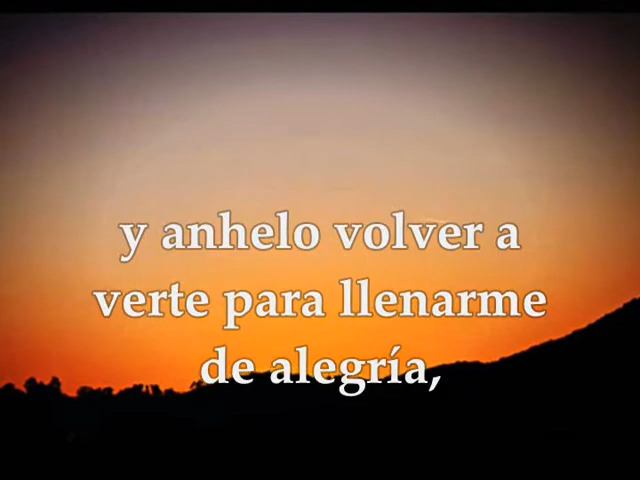 y anhelo volver a
verte para llenarme
de alegría,